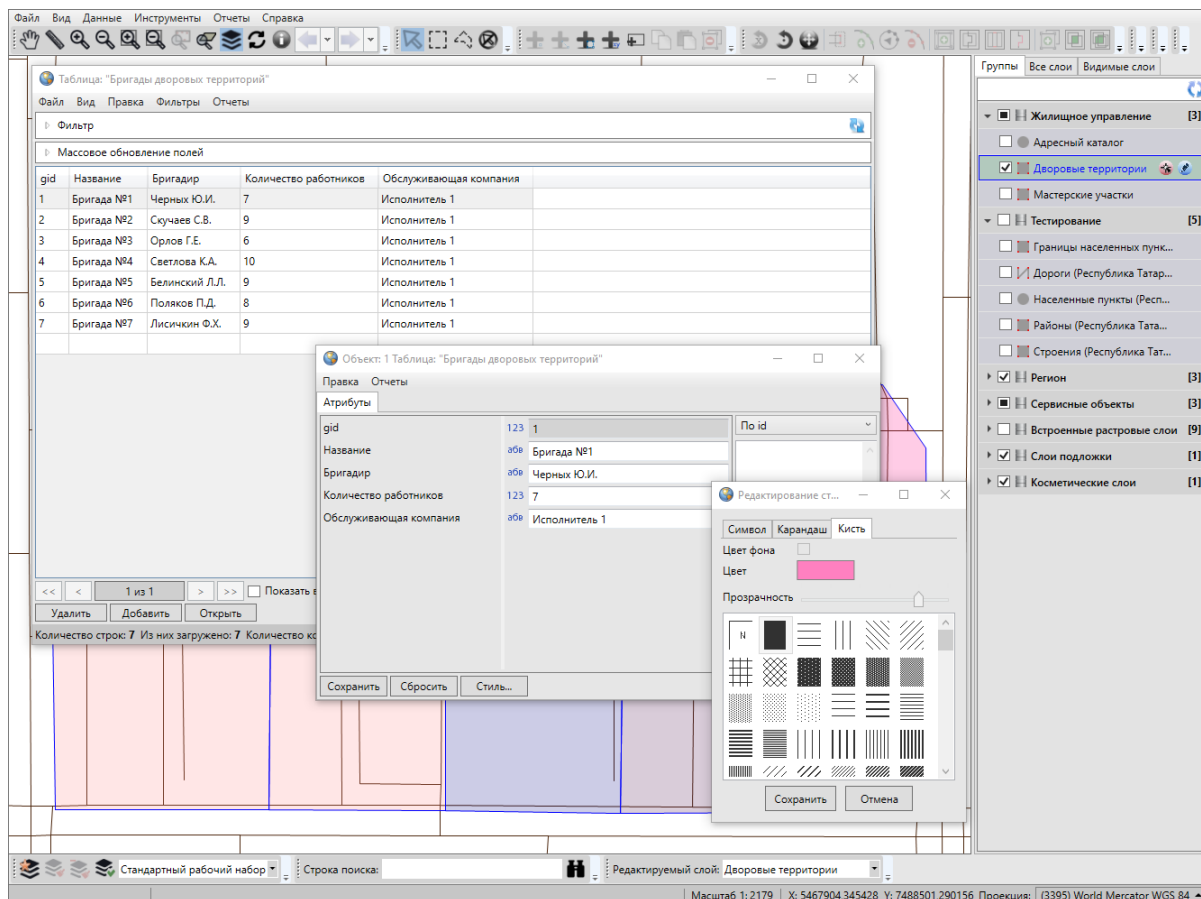 Файл Вид Данные Инструменты Отчеты Справка
Группы Все слои Видимые слои
Жилищное управление [3]
Адресный каталог
Дворовые территории
Мастерские участки
Тестирование [5]
Границы населенных пунк...
Дороги (Республика Татар...
Населенные пункты (Респ...
Районы (Республика Тата...
Строения (Республика Тат...
Регион [3]
Сервисные объекты [3]
Встроенные растровые слои [9]
Слои подложки [1]
Косметические слои [1]
Таблица: "Бригады дворовых территорий"
Файл Вид Правка Фильтры Отчеты
Фильтр
Массовое обновление полей
gid Название Бригадир Количество работников Обслуживающая компания
1 Бригада №1 Черных Ю.И. 7 Исполнитель 1
2 Бригада №2 Скучаев С.В. 9 Исполнитель 1
3 Бригада №3 Орлов Г.Е. 6 Исполнитель 1
4 Бригада №4 Светлова К.А. 10 Исполнитель 1
5 Бригада №5 Белинский Л.Л. 9 Исполнитель 1
6 Бригада №6 Поляков П.Д. 8 Исполнитель 1
7 Бригада №7 Лисичкин Ф.Х. 9 Исполнитель 1
<< < 1 из 1 > >> Показать
Удалить Добавить Открыть
Количество строк: 7 Из них загружено: 7 Количество
Объект: 1 Таблица: "Бригады дворовых территорий"
Правка Отчеты
Атрибуты
gid 123 1
Название абв Бригада №1
Бригадир абв Черных Ю.И.
Количество работников 123 7
Обслуживающая компания абв Исполнитель 1
По id
Сохранить Сбросить Стиль...
Редактирование ст...
Символ Карандаш Кисть
Цвет фона
Цвет
Прозрачность
N
Сохранить Отмена
Стандартный рабочий набор Строка поиска: Редактируемый слой: Дворовые территории
Масштаб 1: 2179 X: 5467904.345428 Y: 7488501.290156 Проекция: (3395) World Mercator WGS 84